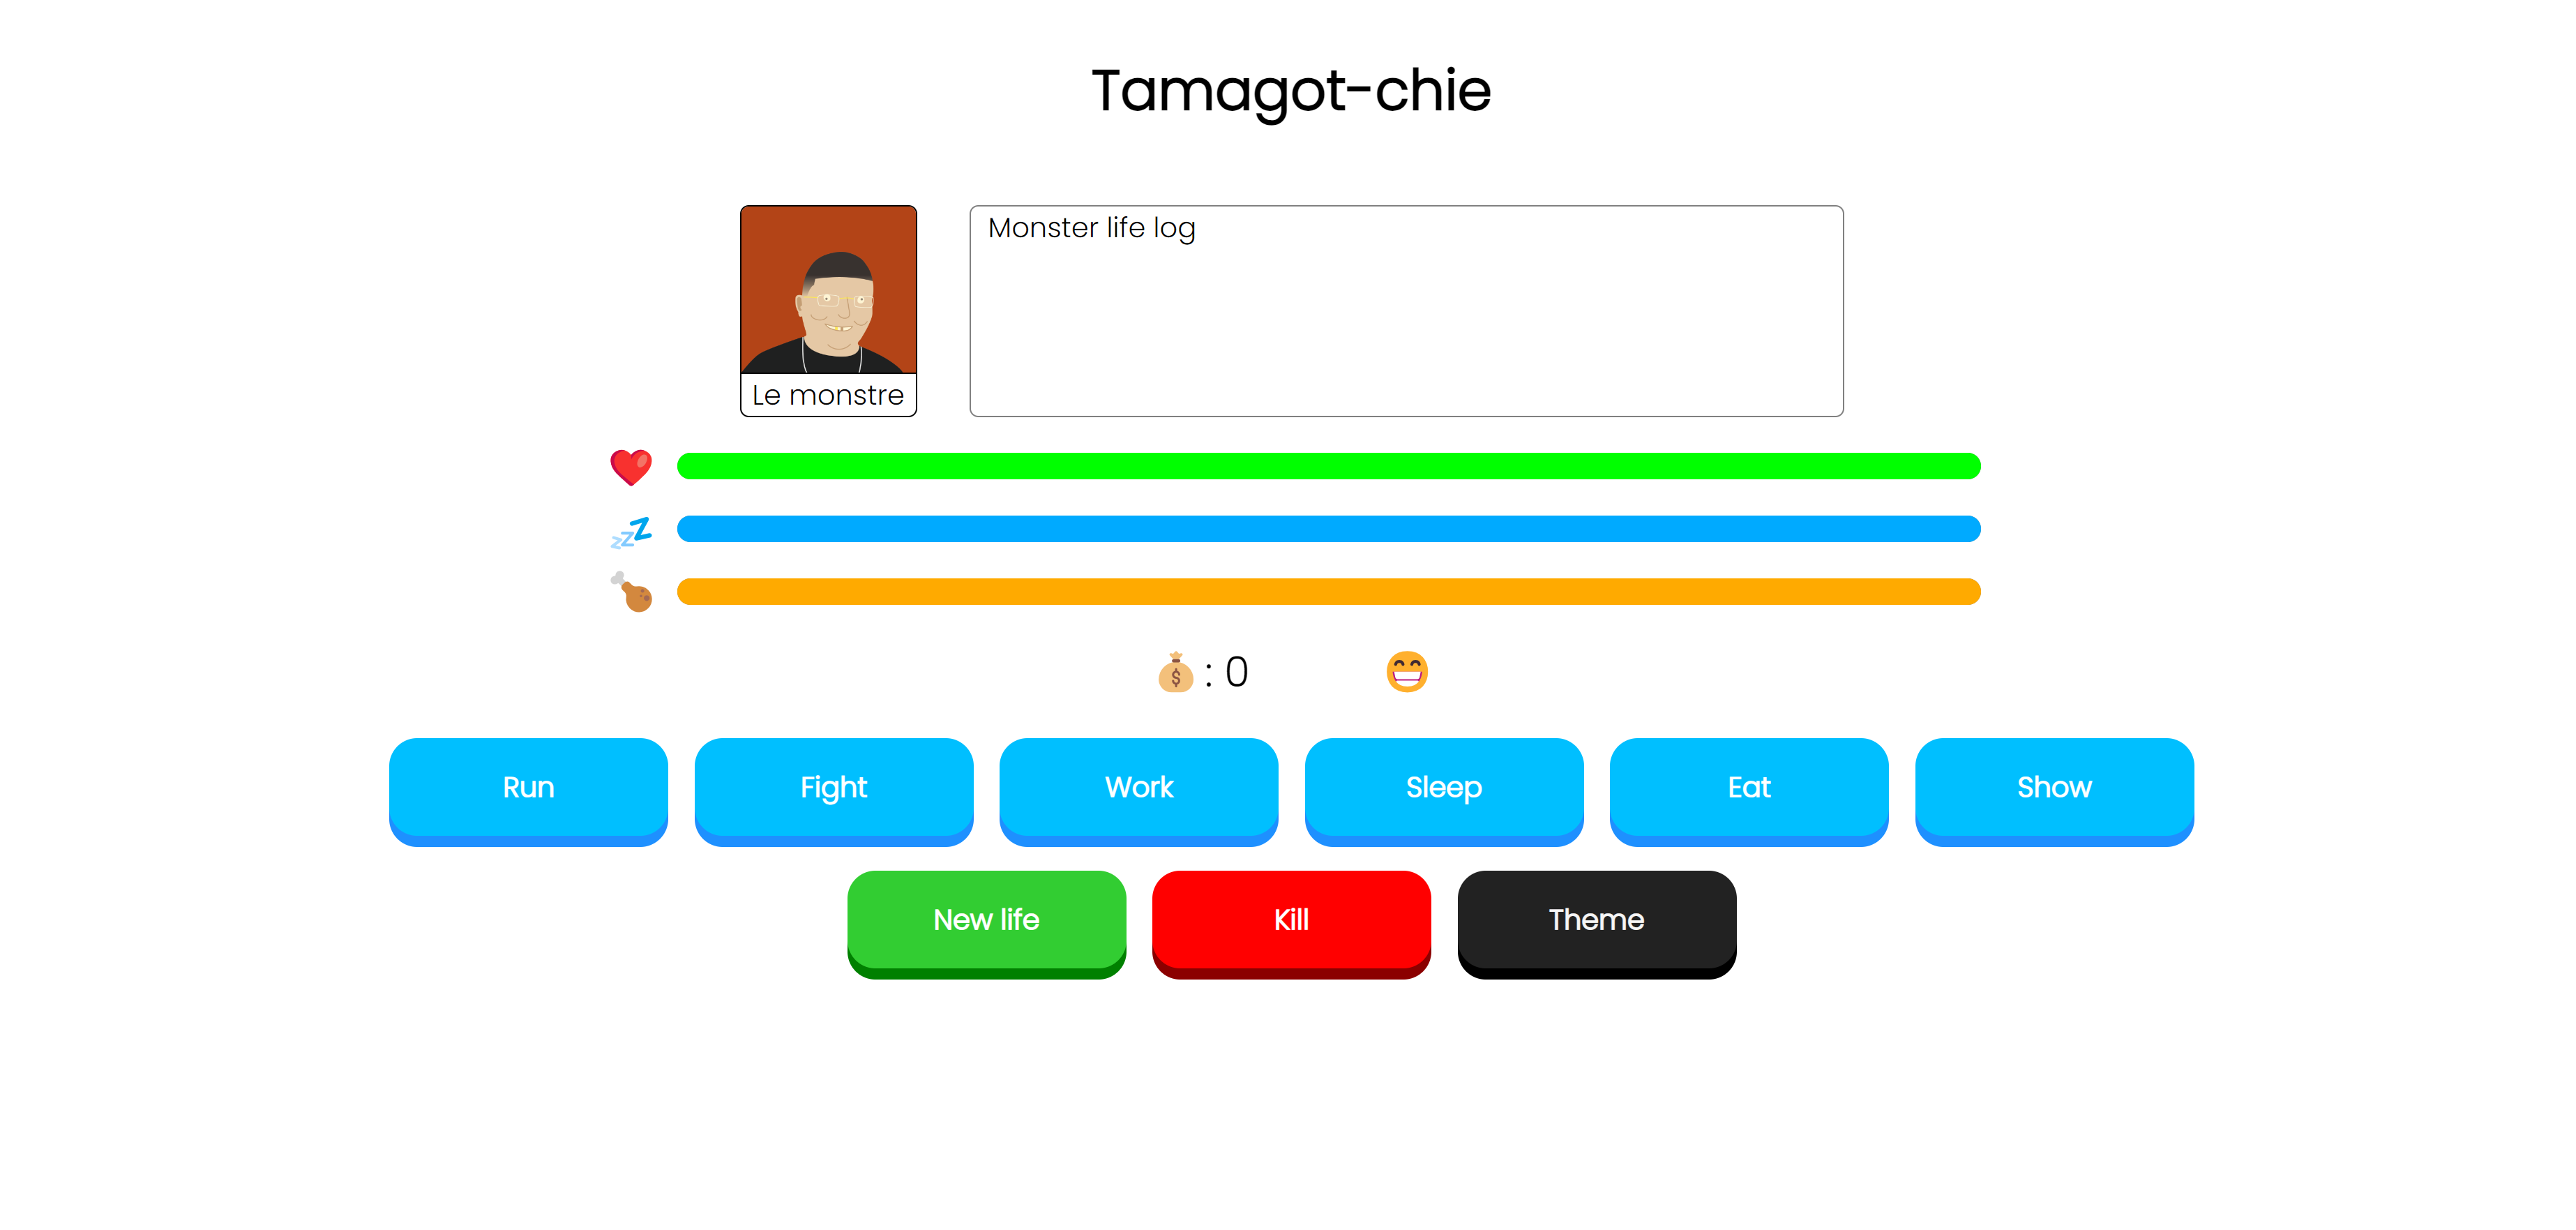 Tamagot-chie
Monster life log
Le monstre
: 0
Run
Fight
Work
Sleep
Eat
Show
New life
Kill
Theme